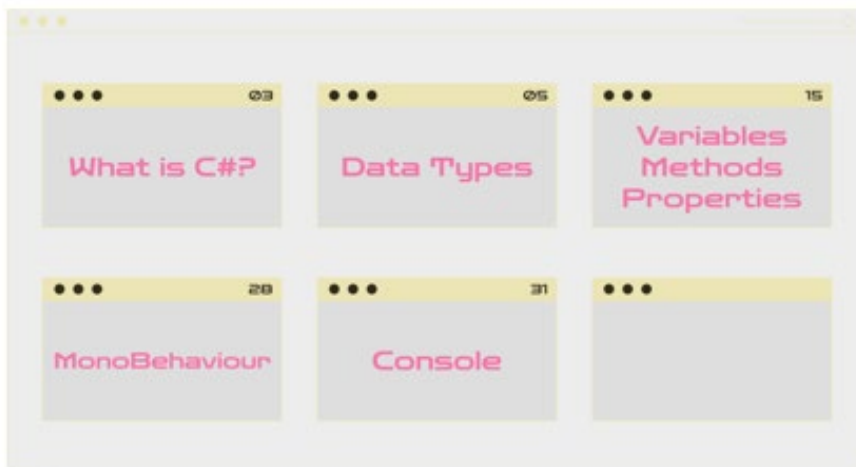 03
What is C#?
05
Data Types
15
Variables
Methods
Properties
28
MonoBehaviour
31
Console